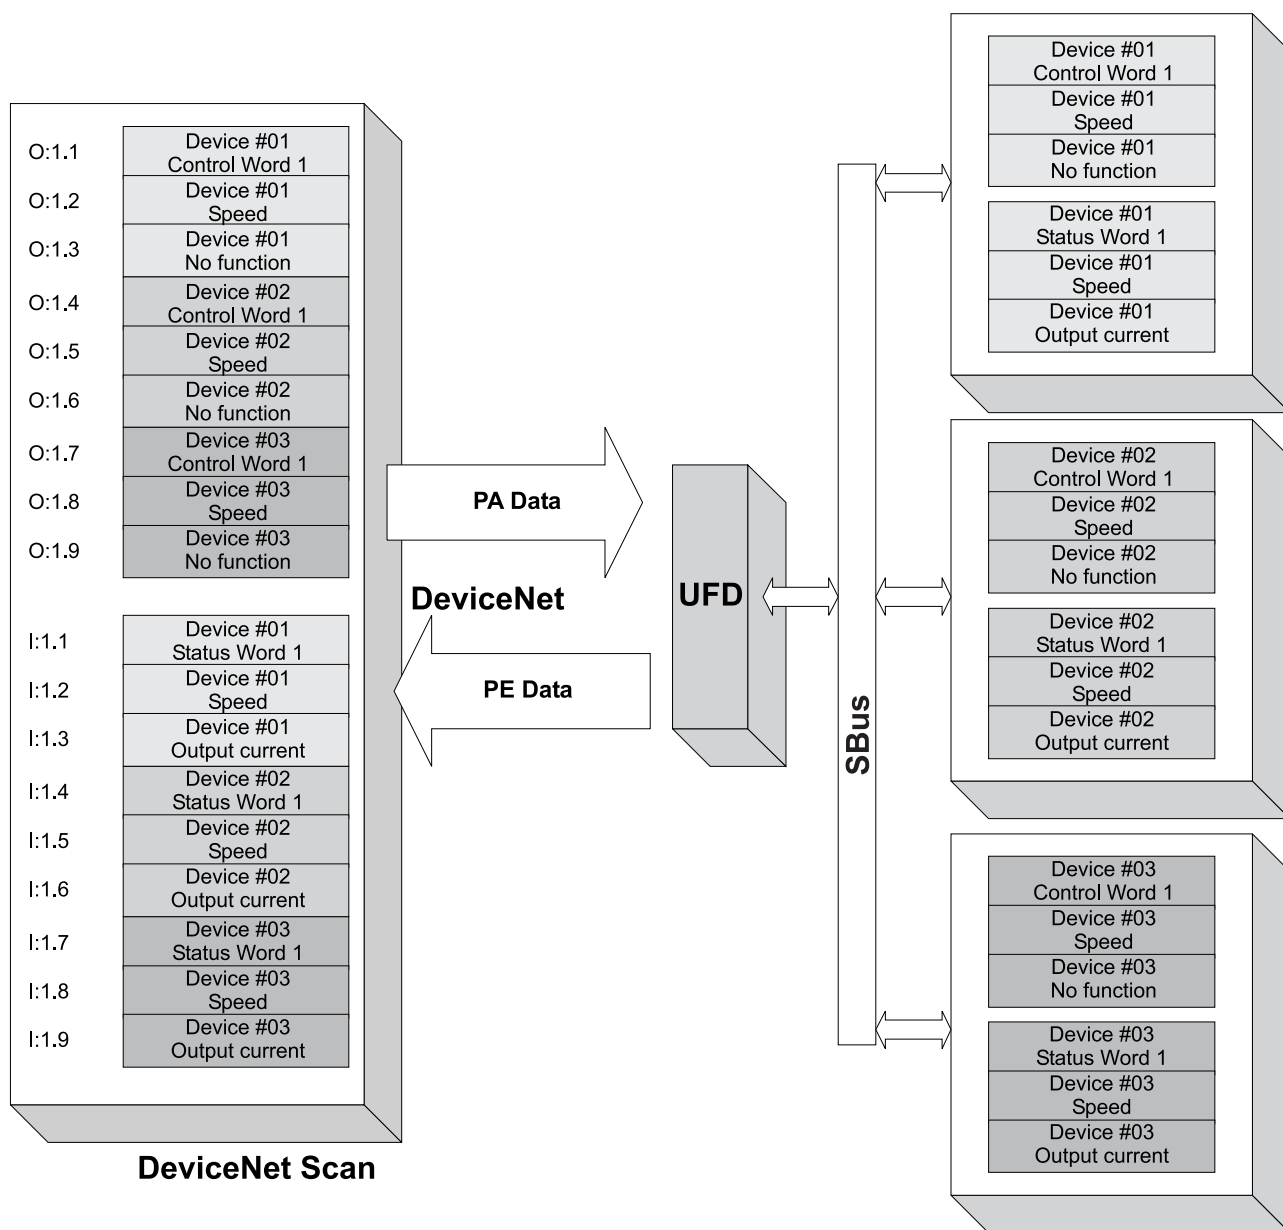 O:1.1
Device #01
Control Word 1
O:1.2
Device #01
Speed
O:1.3
Device #01
No function
O:1.4
Device #02
Control Word 1
O:1.5
Device #02
Speed
O:1.6
Device #02
No function
O:1.7
Device #03
Control Word 1
O:1.8
Device #03
Speed
O:1.9
Device #03
No function
I:1.1
Device #01
Status Word 1
I:1.2
Device #01
Speed
I:1.3
Device #01
Output current
I:1.4
Device #02
Status Word 1
I:1.5
Device #02
Speed
I:1.6
Device #02
Output current
I:1.7
Device #03
Status Word 1
I:1.8
Device #03
Speed
I:1.9
Device #03
Output current
DeviceNet Scan
PA Data
DeviceNet
PE Data
UFD
SBus
Device #01
Control Word 1
Device #01
Speed
Device #01
No function
Device #01
Status Word 1
Device #01
Speed
Device #01
Output current
Device #02
Control Word 1
Device #02
Speed
Device #02
No function
Device #02
Status Word 1
Device #02
Speed
Device #02
Output current
Device #03
Control Word 1
Device #03
Speed
Device #03
No function
Device #03
Status Word 1
Device #03
Speed
Device #03
Output current